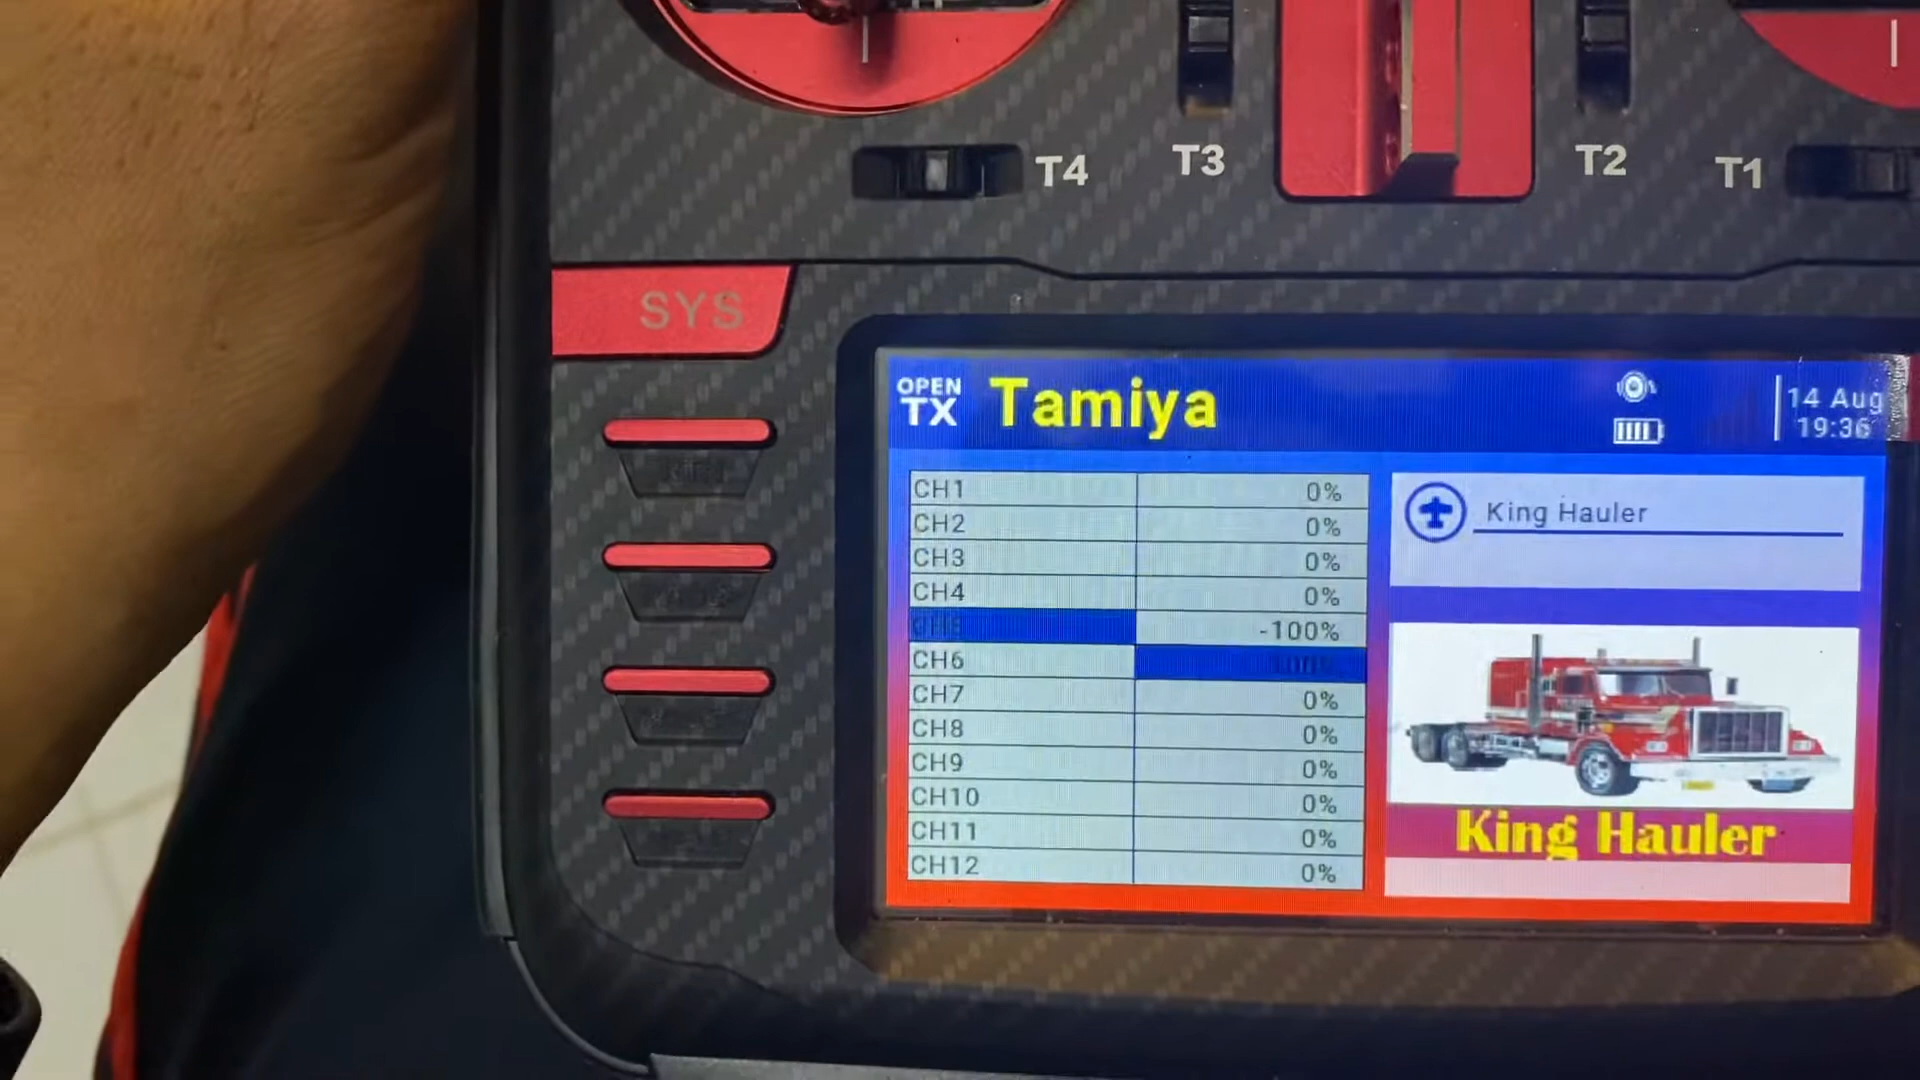 T4
T3
T2
T1
SYS
OPEN
TX
Tamiya
14 Aug
19:36
CH1 0%
CH2 0%
CH3 0%
CH4 0%
-100%
CH6
CH7 0%
CH8 0%
CH9 0%
CH10 0%
CH11 0%
CH12 0%
King Hauler
King Hauler